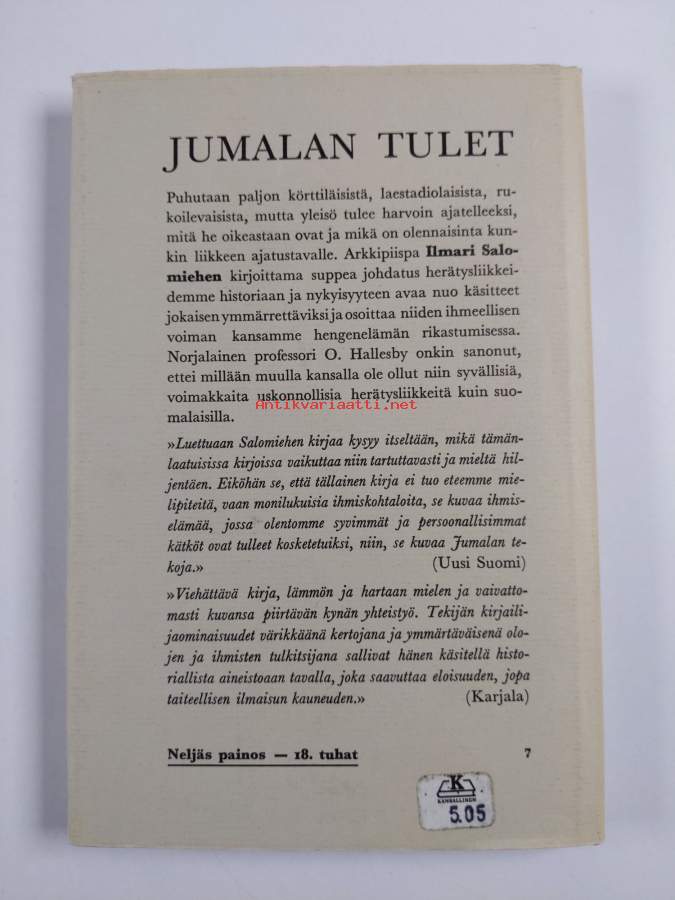 JUMALAN TULET
Puhutaan paljon körttiläisistä, laestadiolaisista, ru-
koilevaisista, mutta yleisö tulee harvoin ajatelleeksi,
mitä he oikeastaan ovat ja mikä on olennaisinta kun-
kin liikkeen ajatustavalle. Arkkipiispa Ilmari Salo-
miehen kirjoittama suppea johdatus herätysliikkei-
demme historiaan ja nykyisyyteen avaa nuo käsitteet
jokaisen ymmärrettäviksi ja osoittaa niiden ihmeellisen
voiman kansamme hengenelämän rikastumisessa.
Norjalainen professori O. Hallesby onkin sanonut,
ettei millään muulla kansalla ole ollut niin syvällisiä,
voimakkaita uskonnollisia herätysliikkeitä kuin suo-
malaisilla.
Antikvariaatti.net
»Luettuaan Salomiehen kirjaa kysyy itseltään, mikä tämän-
laatuisissa kirjoissa vaikuttaa niin tartuttavasti ja mieltä hil-
jentäen. Eiköhän se, että tällainen kirja ei tuo eteemme mie-
lipiteitä, vaan monilukuisia ihmiskohtaloita, se kuvaa ihmis-
elämää, jossa olentomme syvimmät ja persoonallisimmat
kätköt ovat tulleet kosketetuiksi, niin, se kuvaa Jumalan te-
koja.» (Uusi Suomi)
»Viehättävä kirja, lämmön ja hartaan mielen ja vaivatto-
masti kuvansa piirtävän kynän yhteistyö. Tekijän kirjaili-
jaominaisuudet värikkäänä kertojana ja ymmärtäväisenä olo-
jen ja ihmisten tulkitsijana sallivat hänen käsitellä histo-
riallista aineistoaan tavalla, joka saavuttaa eloisuuden, jopa
taiteellisen ilmaisun kauneuden.» (Karjala)
Neljäs painos — 18. tuhat 7
K
KANSALLINEN
5.05